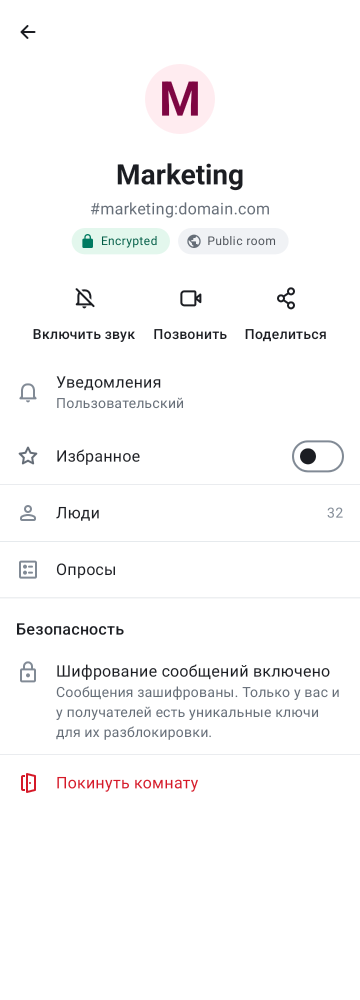 M
Marketing
#marketing:domain.com
Encrypted
Public room
Включить звук
Позвонить
Поделиться
Уведомления
Пользовательский
Избранное
Люди
32
Опросы
Безопасность
Шифрование сообщений включено
Сообщения зашифрованы. Только у вас и
у получателей есть уникальные ключи
для их разблокировки.
Покинуть комнату